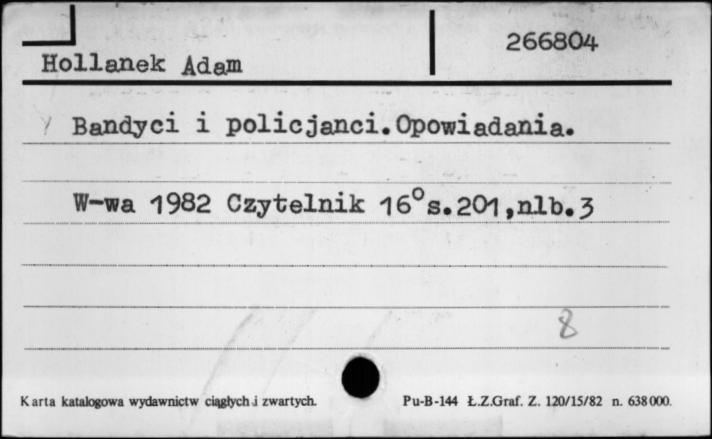 266804
Hollanek Adam
Bandyci i policjanci.Opowiadania.
W-wa 1982 Czytelnik 16°s.201,nlb.3
8
Karta katalogowa wydawnictw ciągłych i zwartych. Pu-B-144 Ł.Z.Graf. Z. 120/15/82 n. 638000.